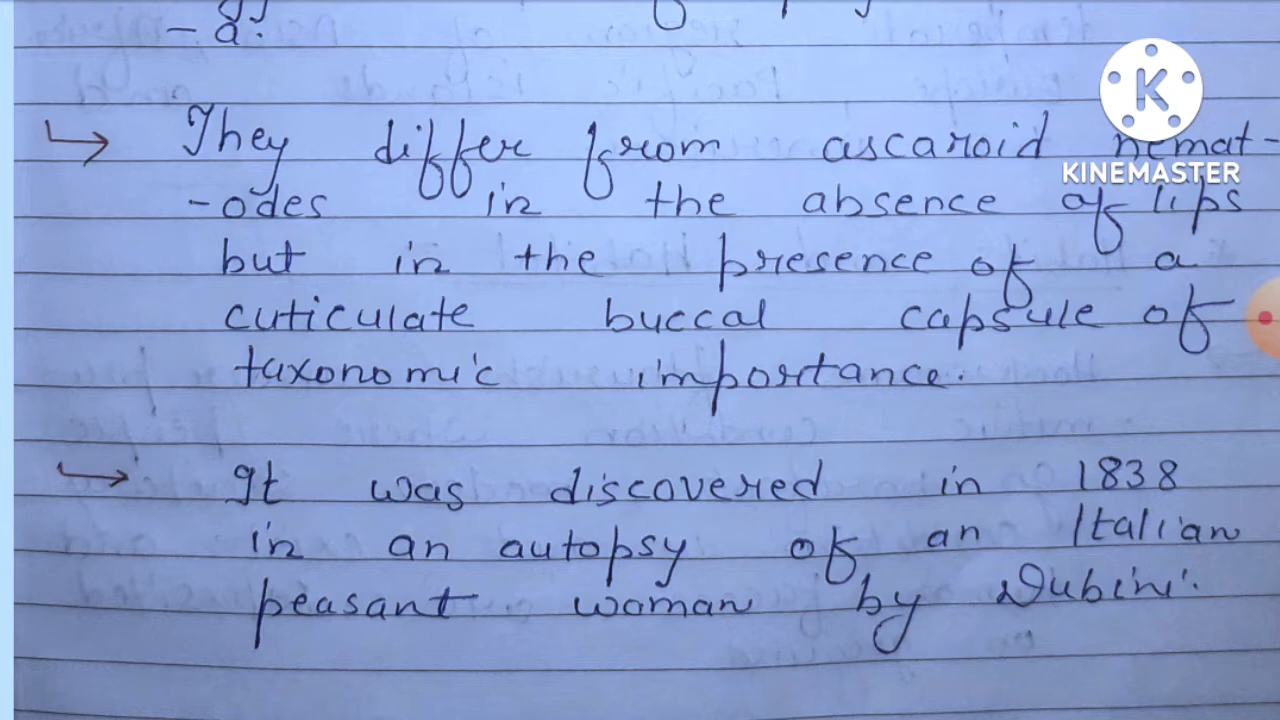 - a.
They differ from ascaroid nemat-
-odes in the absence of lips
but in the presence of a
cuticulate buccal capsule of
taxonomic importance.
It was discovered in 1838
in an autopsy of an Italian
peasant woman by Dubini.
K
KINEMASTER